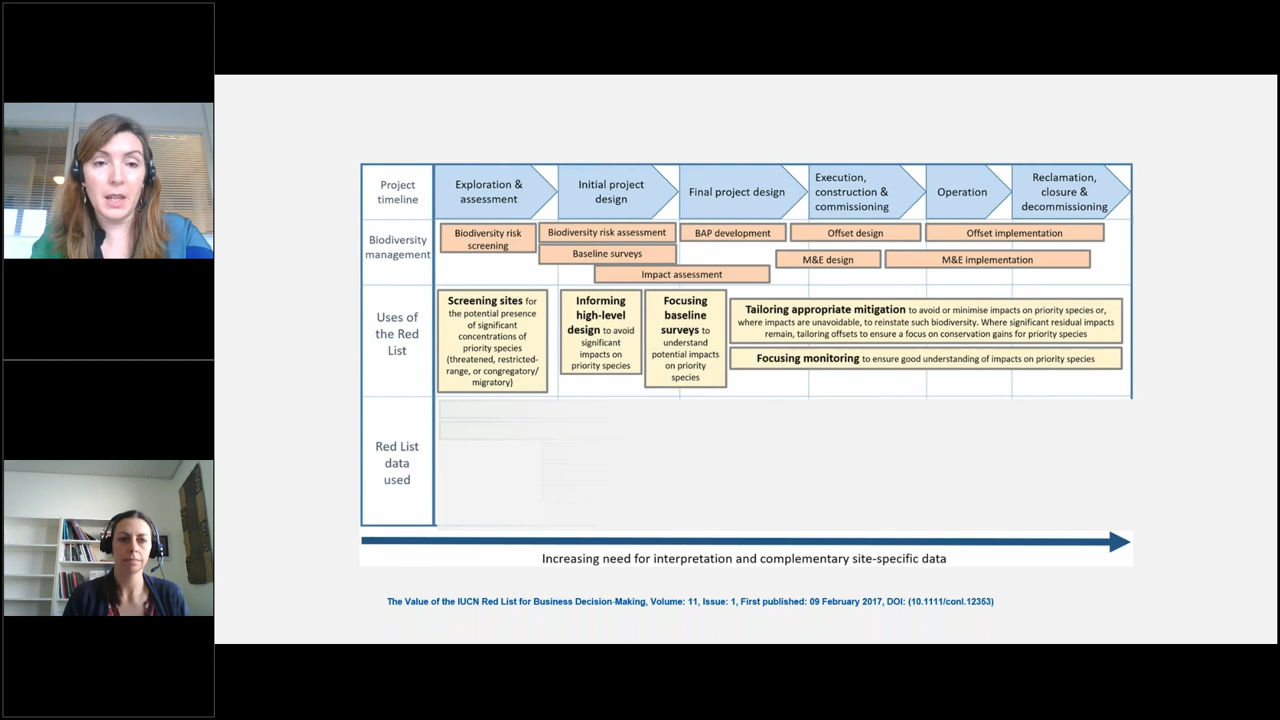 Project
timeline
Exploration &
assessment
Initial project
design
Final project design
Execution,
construction &
commissioning
Operation
Reclamation,
closure &
decommissioning
Biodiversity
management
Biodiversity risk
screening
Biodiversity risk assessment
Baseline surveys
Impact assessment
BAP development
Offset design
Offset implementation
M&E design
M&E implementation
Uses of
the Red
List
Screening sites for
the potential presence
of significant
concentrations of
priority species
(threatened, restricted-
range, or congregatory/
migratory)
Informing
high-level
design to avoid
significant
impacts on
priority species
Focusing
baseline
surveys to
understand
potential impacts
on priority
species
Tailoring appropriate mitigation to avoid or minimise impacts on priority species or,
where impacts are unavoidable, to reinstate such biodiversity. Where significant residual impacts
remain, tailoring offsets to ensure a focus on conservation gains for priority species
Focusing monitoring to ensure good understanding of impacts on priority species
Red List
data
used
Increasing need for interpretation and complementary site-specific data
The Value of the IUCN Red List for Business Decision-Making, Volume: 11, Issue: 1, First published: 09 February 2017, DOI: (10.1111/conl.12353)